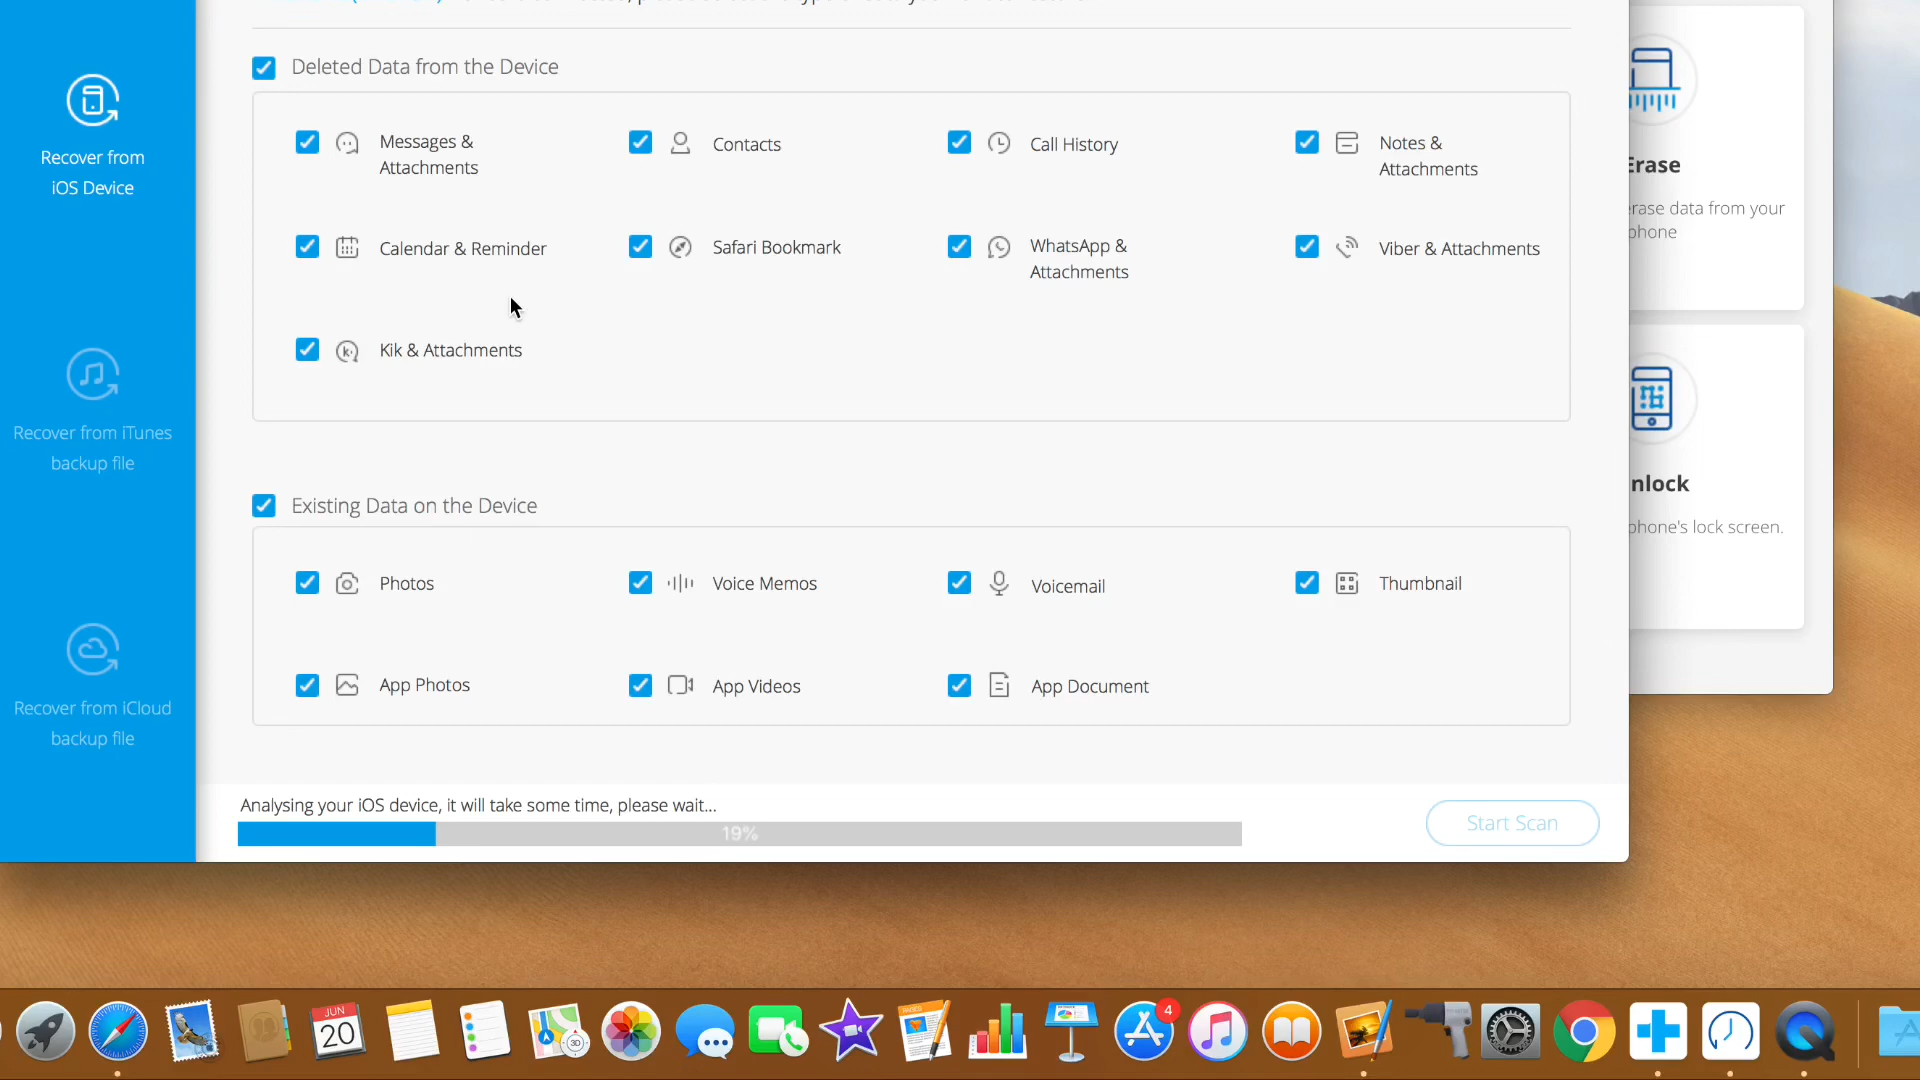 Deleted Data from the Device
Messages &
Attachments
Contacts
Call History
Notes &
Attachments
Calendar & Reminder
Safari Bookmark
WhatsApp &
Attachments
Viber & Attachments
Kik & Attachments
Existing Data on the Device
Photos
Voice Memos
Voicemail
Thumbnail
App Photos
App Videos
App Document
Analysing your iOS device, it will take some time, please wait...
19%
Start Scan
Recover from
iOS Device
Recover from iTunes
backup file
Recover from iCloud
backup file
Erase
erase data from your
phone
nlock
phone's lock screen.
JUN
20
3D
PAGES
4